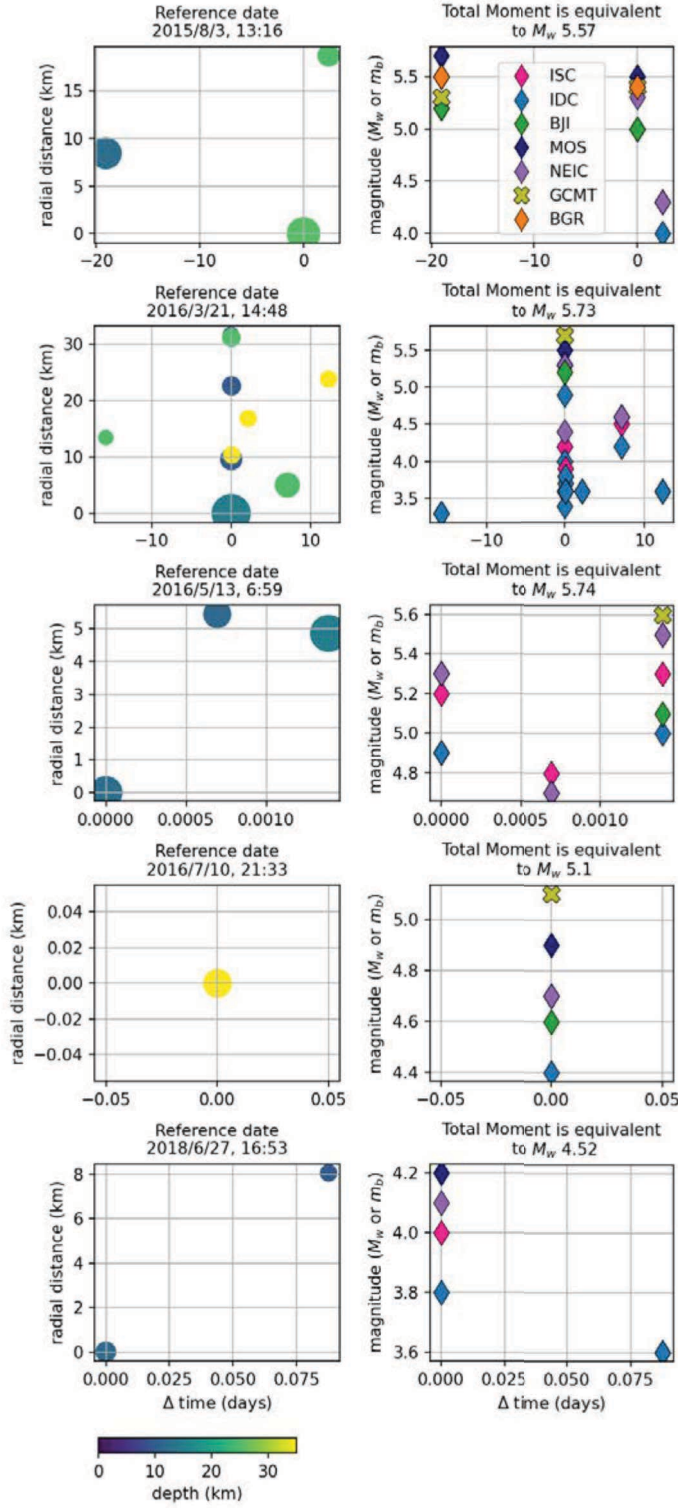 Reference date
2015/8/3, 13:16
Total Moment is equivalent
to Mw 5.57
radial distance (km)
15
10
5
0
−20
−10
0
magnitude (Mw or mb)
5.5
5.0
4.5
4.0
−20
−10
0
ISC
IDC
BJI
MOS
NEIC
GCMT
BGR
Reference date
2016/3/21, 14:48
Total Moment is equivalent
to Mw 5.73
radial distance (km)
30
20
10
0
−10
0
10
magnitude (Mw or mb)
5.5
5.0
4.5
4.0
3.5
−10
0
10
Reference date
2016/5/13, 6:59
Total Moment is equivalent
to Mw 5.74
radial distance (km)
5
4
3
2
1
0
0.0000
0.0005
0.0010
magnitude (Mw or mb)
5.6
5.4
5.2
5.0
4.8
0.0000
0.0005
0.0010
Reference date
2016/7/10, 21:33
Total Moment is equivalent
to Mw 5.1
radial distance (km)
0.04
0.02
0.00
−0.02
−0.04
−0.05
0.00
0.05
magnitude (Mw or mb)
5.0
4.8
4.6
4.4
−0.05
0.00
0.05
Reference date
2018/6/27, 16:53
Total Moment is equivalent
to Mw 4.52
radial distance (km)
8
6
4
2
0
0.000
0.025
0.050
0.075
Δ time (days)
magnitude (Mw or mb)
4.2
4.0
3.8
3.6
0.000
0.025
0.050
0.075
Δ time (days)
0
10
20
30
depth (km)